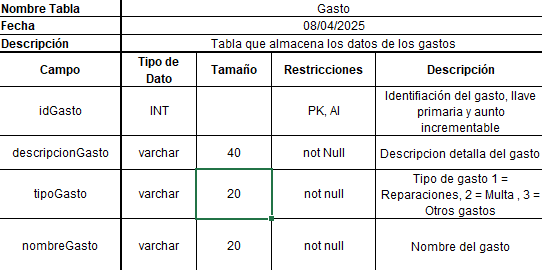 Nombre Tabla Gasto
Fecha 08/04/2025
Descripción Tabla que almacena los datos de los gastos
Campo Tipo de Dato Tamaño Restricciones Descripción
idGasto INT PK, AI Identifiación del gasto, llave primaria y aunto incrementable
descripcionGasto varchar 40 not Null Descripcion detalla del gasto
tipoGasto varchar 20 not null Tipo de gasto 1 = Reparaciones, 2 = Multa , 3 = Otros gastos
nombreGasto varchar 20 not null Nombre del gasto